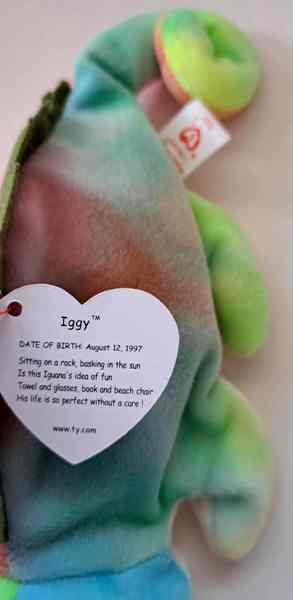 Iggy™
DATE OF BIRTH: August 12, 1997
Sitting on a rock, basking in the sun
Is this Iguana's idea of fun
Towel and glasses, book and beach chair
His life is so perfect without a care !
www.ty.com